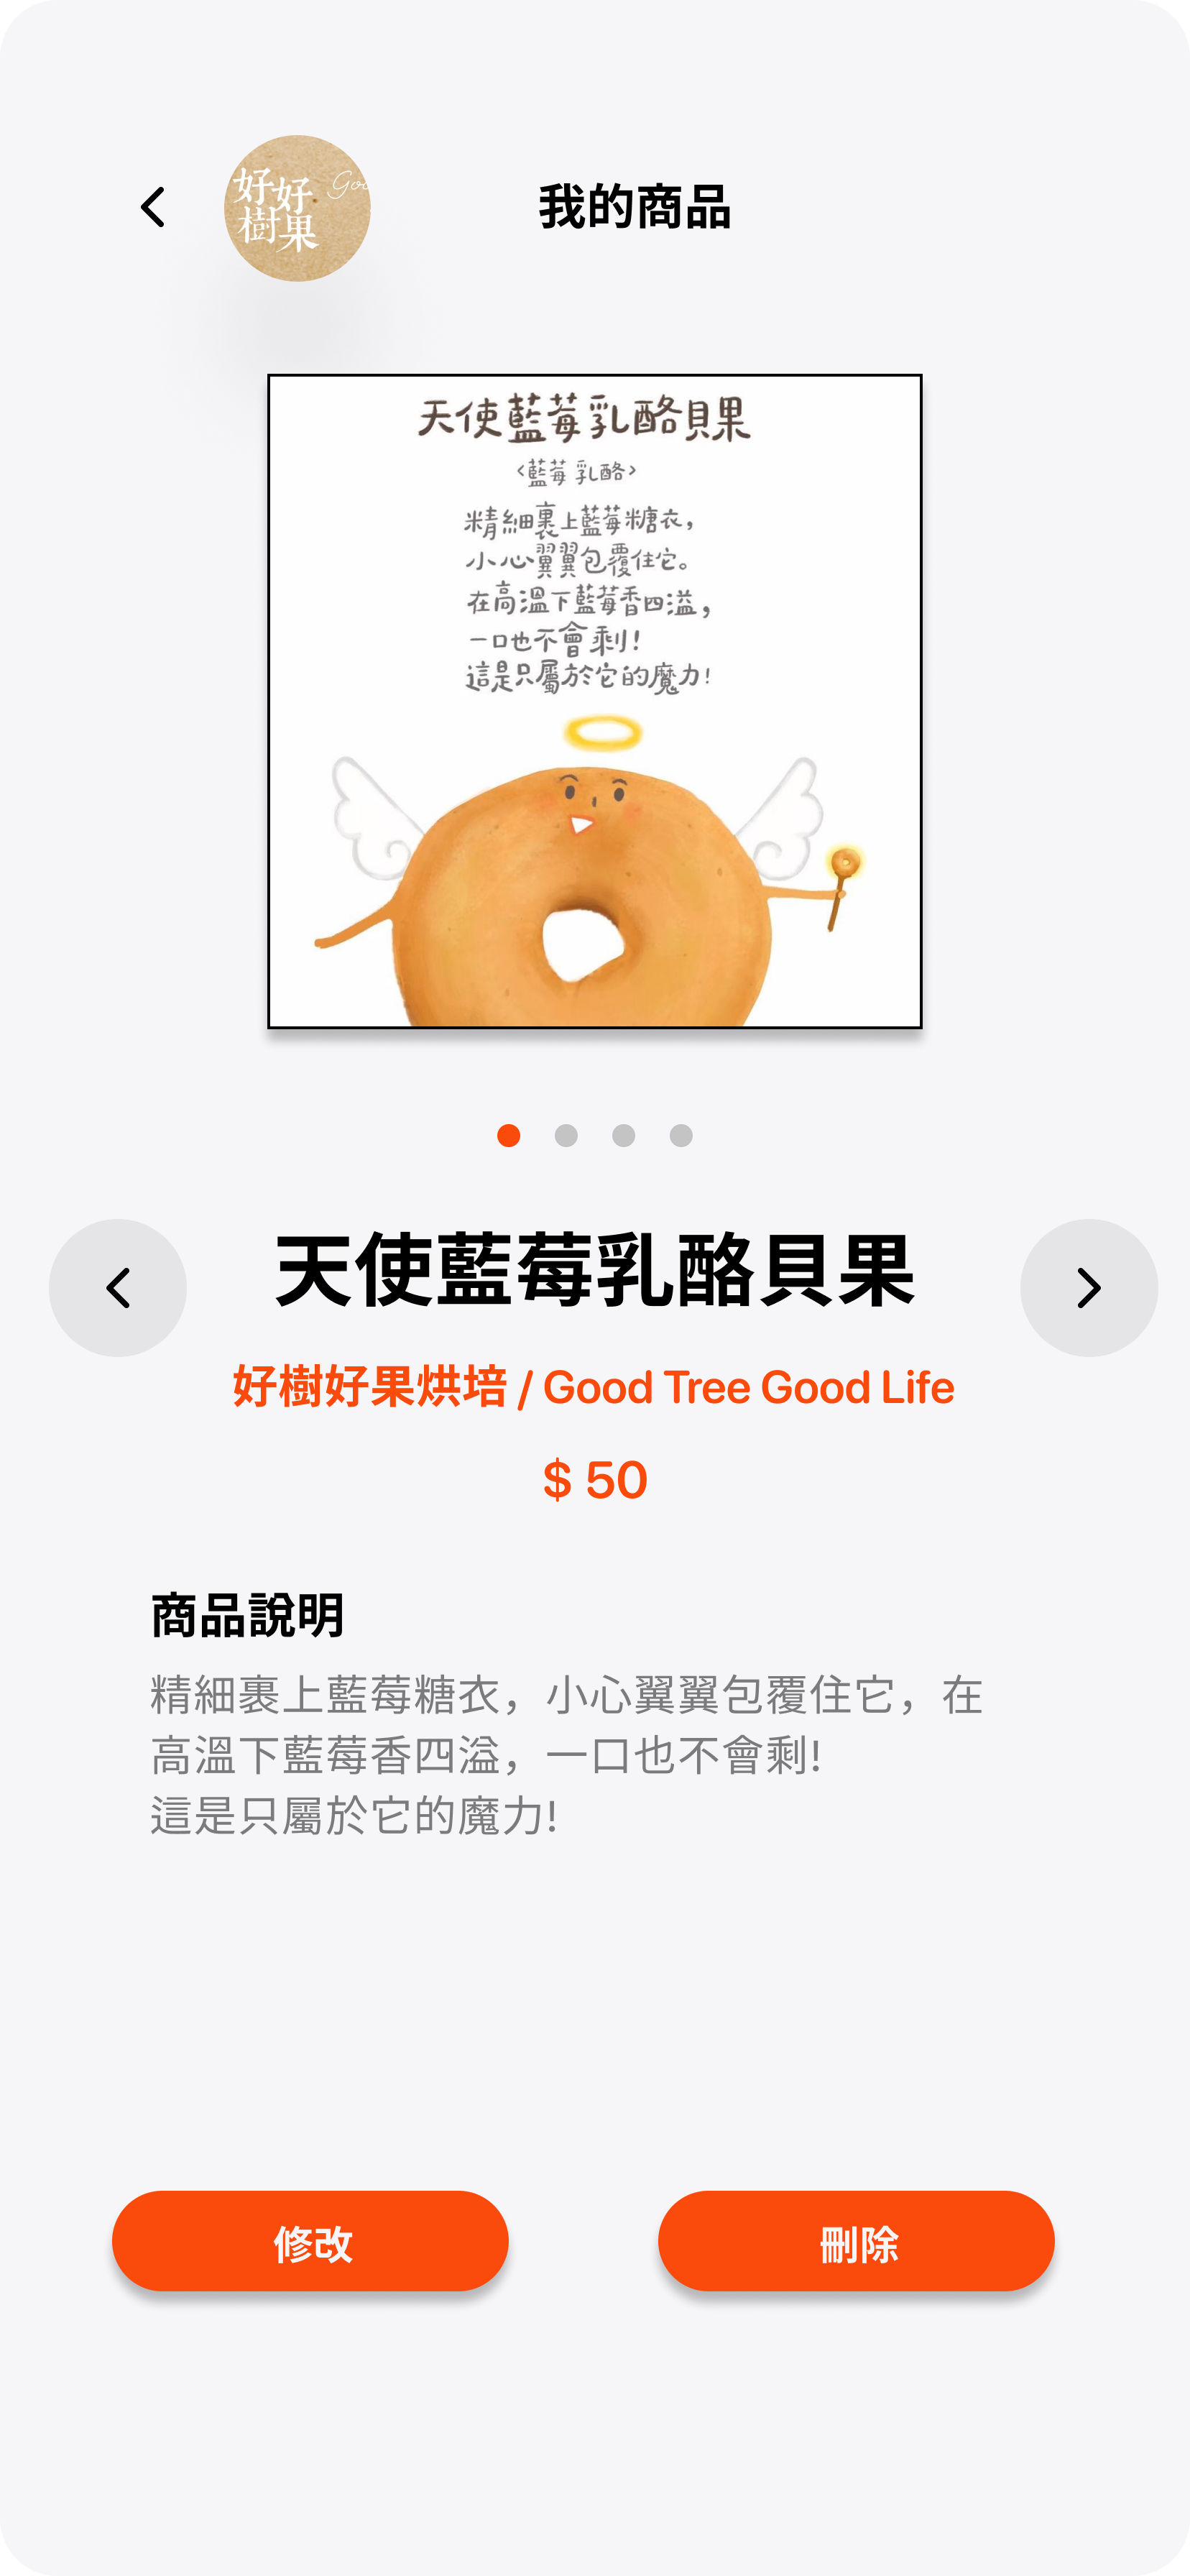 好好
樹果
Goo
我的商品
天使藍莓乳酪貝果
<藍莓 乳酪>
精細裹上藍莓糖衣，
小心翼翼包覆住它。
在高溫下藍莓香四溢，
一口也不會剩!
這是只屬於它的魔力!
天使藍莓乳酪貝果
好樹好果烘培 / Good Tree Good Life
$ 50
商品說明
精細裹上藍莓糖衣，小心翼翼包覆住它，在
高溫下藍莓香四溢，一口也不會剩!
這是只屬於它的魔力!
修改
刪除